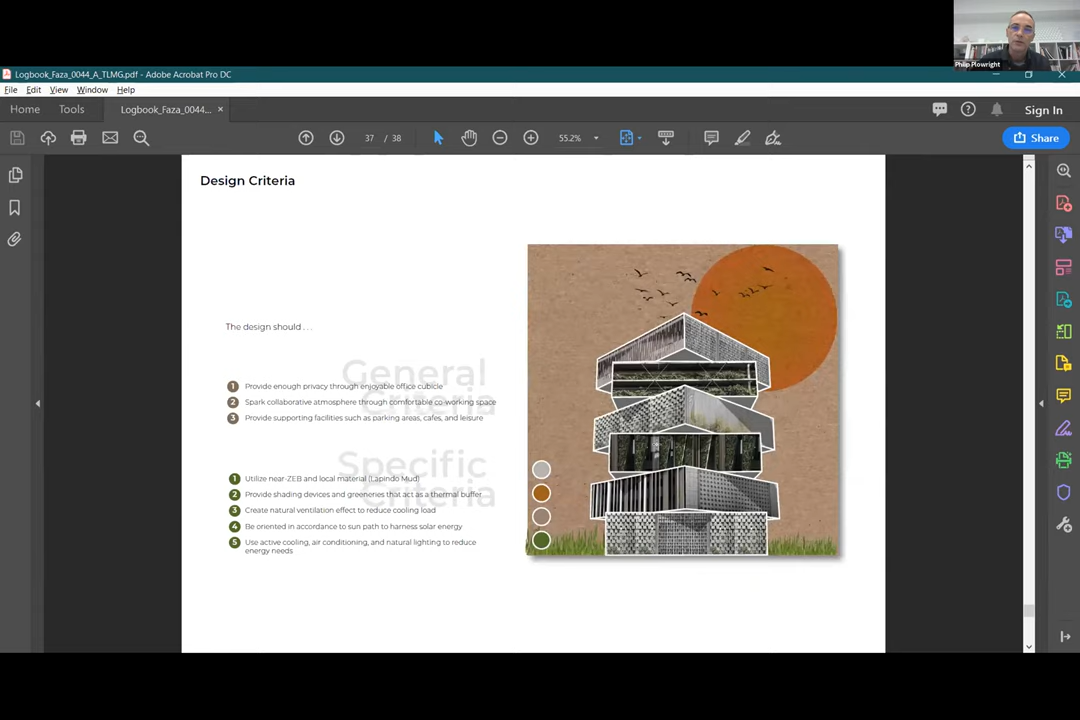 Philip Plowright
Logbook_Faza_0044_A_TLMG.pdf - Adobe Acrobat Pro DC
File Edit View Window Help
Home Tools Logbook_Faza_0044... × Sign In
37 / 38 55.2% Share
Design Criteria
The design should . . .
General
Criteria
1 Provide enough privacy through enjoyable office cubicle
2 Spark collaborative atmosphere through comfortable co working space
3 Provide supporting facilities such as parking areas, cafes, and leisure
Specific
Criteria
1 Utilize near-ZEB and local material (Lapindo Mud)
2 Provide shading devices and greeneries that act as a thermal buffer
3 Create natural ventilation effect to reduce cooling load
4 Be oriented in accordance to sun path to harness solar energy
5 Use active cooling, air conditioning, and natural lighting to reduce
energy needs